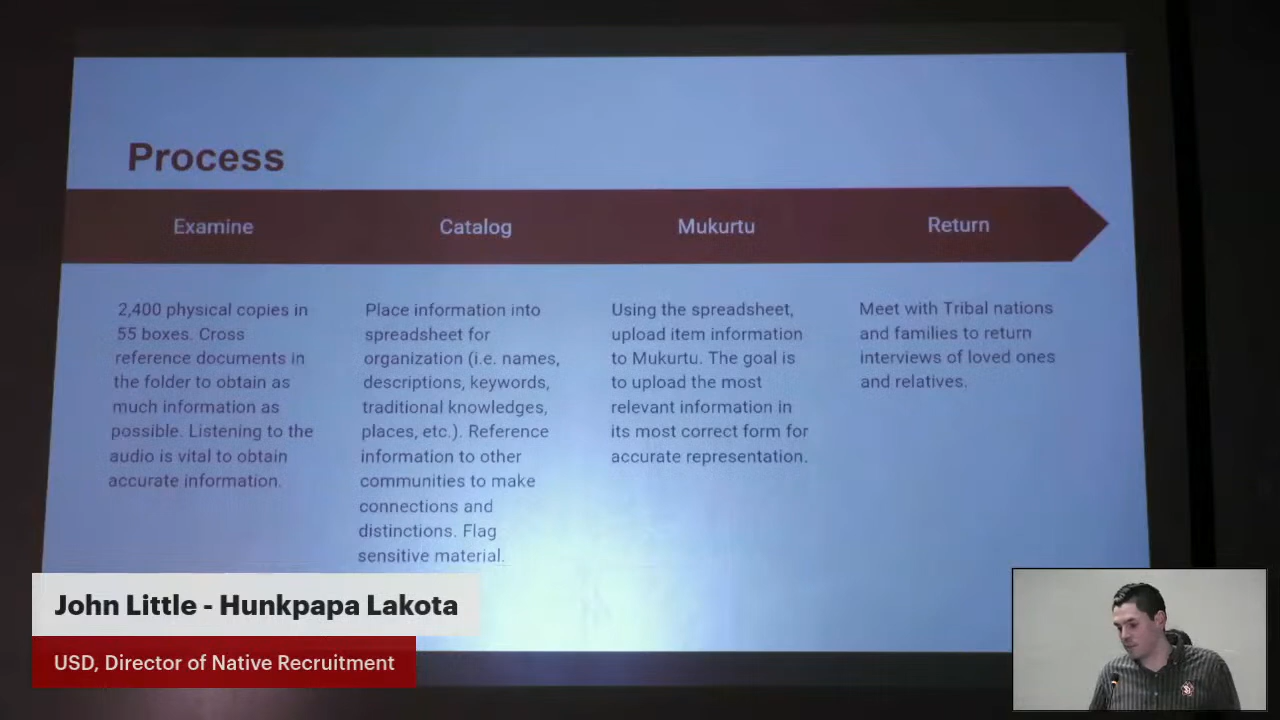 Process
Examine
Catalog
Mukurtu
Return
2,400 physical copies in
55 boxes. Cross
reference documents in
the folder to obtain as
much information as
possible. Listening to the
audio is vital to obtain
accurate information.
Place information into
spreadsheet for
organization (i.e. names,
descriptions, keywords,
traditional knowledges,
places, etc.). Reference
information to other
communities to make
connections and
distinctions. Flag
sensitive material.
Using the spreadsheet,
upload item information
to Mukurtu. The goal is
to upload the most
relevant information in
its most correct form for
accurate representation.
Meet with Tribal nations
and families to return
interviews of loved ones
and relatives.
John Little - Hunkpapa Lakota
USD, Director of Native Recruitment